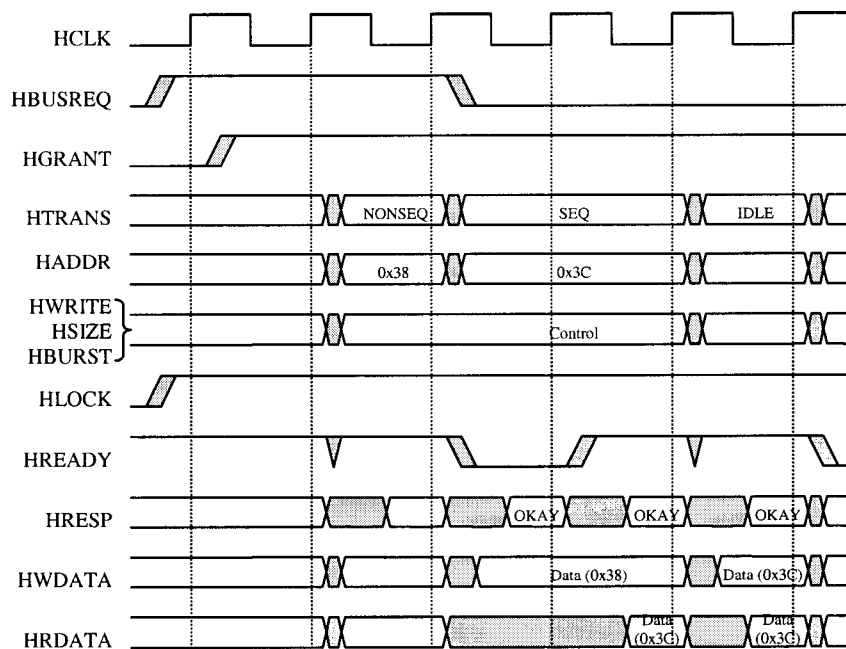 HCLK
HBUSREQ
HGRANT
HTRANS
NONSEQ
SEQ
IDLE
HADDR
0x38
0x3C
HWRITE
HSIZE
HBURST
Control
HLOCK
HREADY
HRESP
OKAY
OKAY
OKAY
HWDATA
Data (0x38)
Data (0x3C)
HRDATA
Data
(0x3C)
Data
(0x3C)